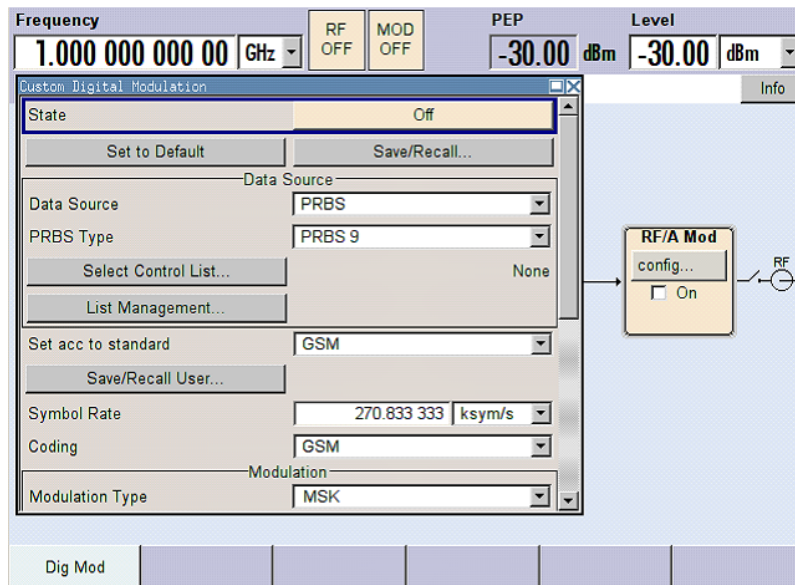 Frequency
RF OFF
MOD OFF
PEP
Level
1.000 000 000 00 GHz
-30.00 dBm
-30.00 dBm
Custom Digital Modulation
Info
State Off
Set to Default Save/Recall...
Data Source
Data Source PRBS
PRBS Type PRBS 9
Select Control List... None
List Management...
Set acc to standard GSM
Save/Recall User...
Symbol Rate 270.833 333 ksym/s
Coding GSM
Modulation
Modulation Type MSK
RF/A Mod
config...
On
RF
Dig Mod